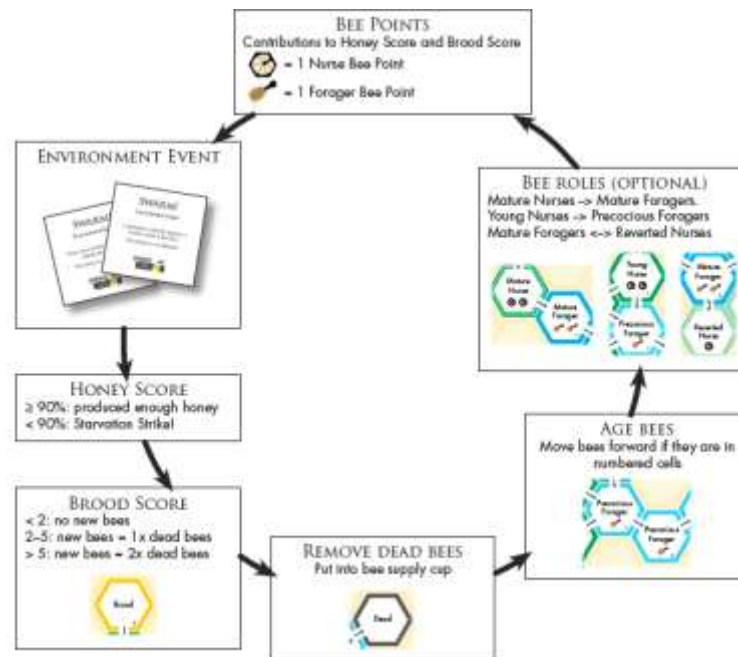 BEE POINTS
Contributions to Honey Score and Brood Score
= 1 Nurse Bee Point
= 1 Forager Bee Point
ENVIRONMENT EVENT
HONEY SCORE
≥ 90%: produced enough honey
< 90%: Starvation Strike!
BROOD SCORE
< 2: no new bees
2–5: new bees = 1x dead bees
> 5: new bees = 2x dead bees
Brood
REMOVE DEAD BEES
Put into bee supply cup
Dead
AGE BEES
Move bees forward if they are in
numbered cells
Precocious
Forager
Precocious
Forager
BEE ROLES (OPTIONAL)
Mature Nurses –> Mature Foragers.
Young Nurses –> Precocious Foragers
Mature Foragers <–> Reverted Nurses
Mature
Nurse
Mature
Forager
Young
Nurse
Precocious
Forager
Mature
Forager
Reverted
Nurse